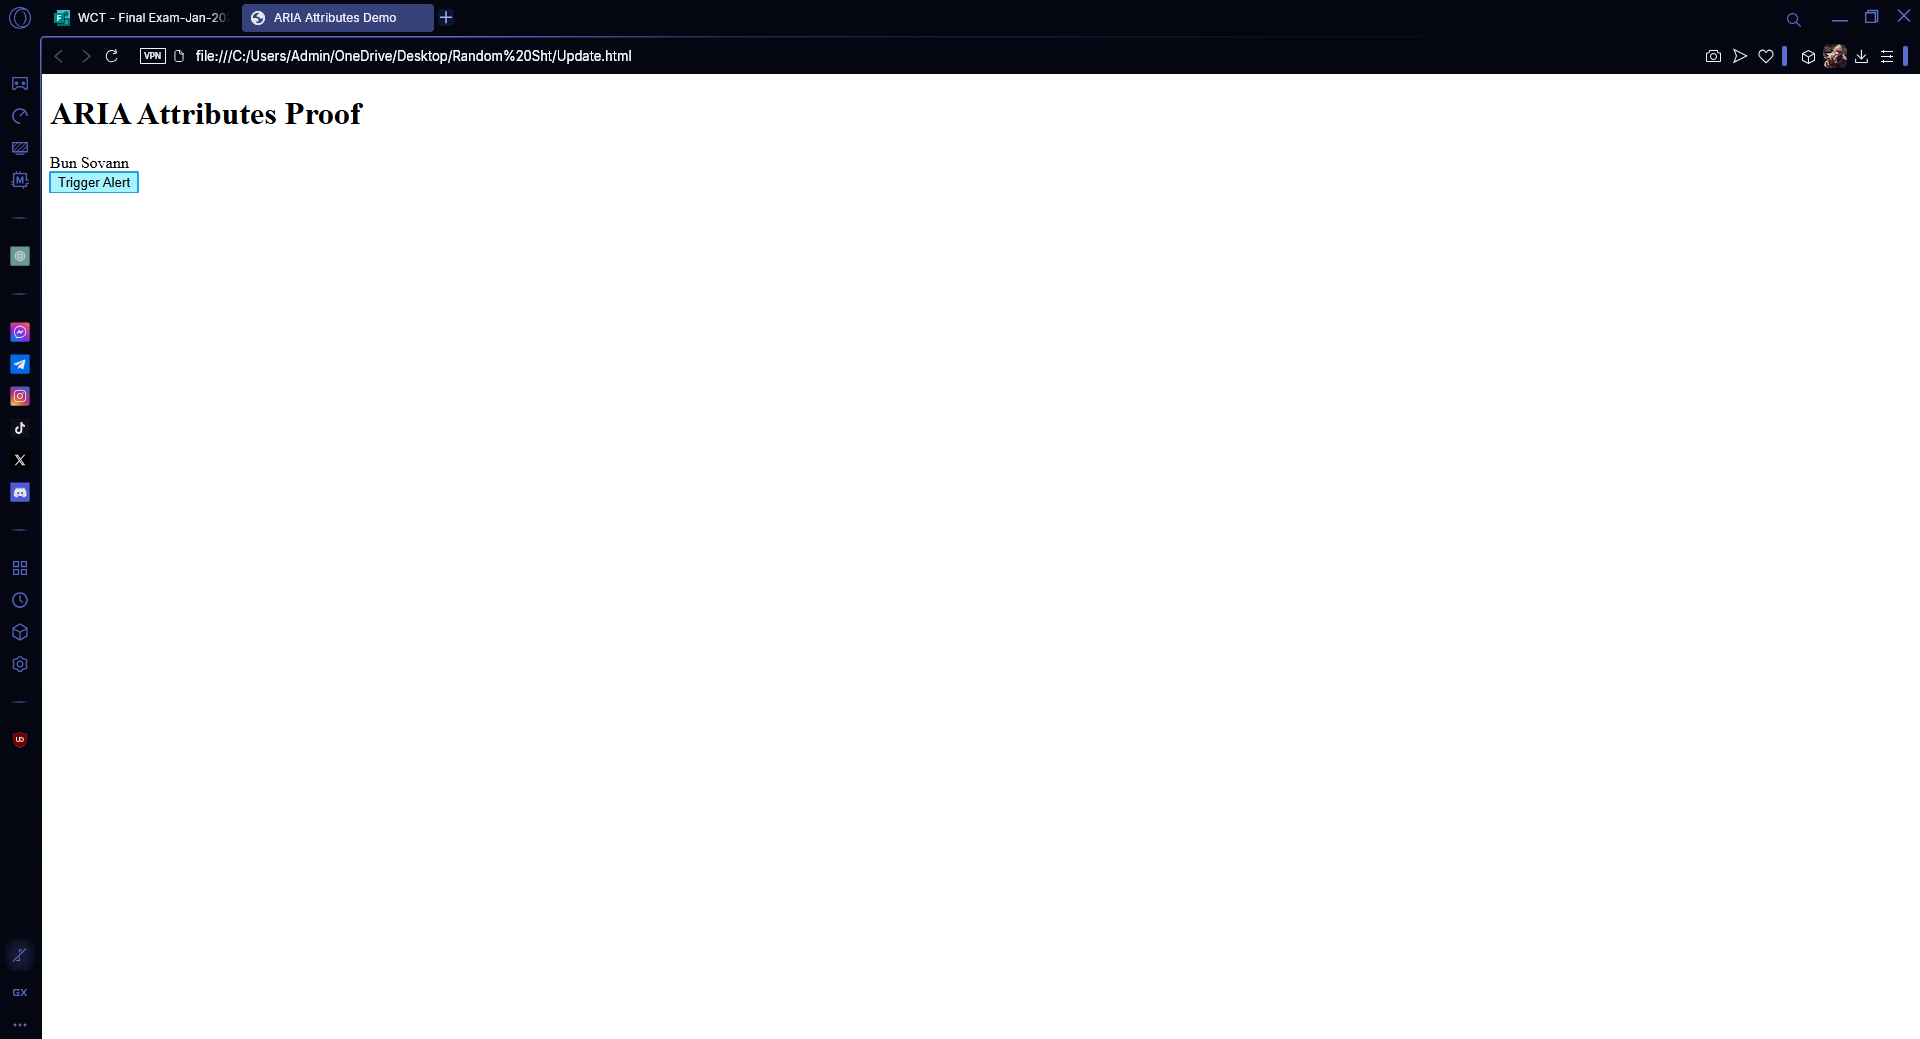 WCT - Final Exam-Jan-20
ARIA Attributes Demo
VPN
file:///C:/Users/Admin/OneDrive/Desktop/Random%20Sht/Update.html
ARIA Attributes Proof
Bun Sovann
Trigger Alert
M
UO
GX